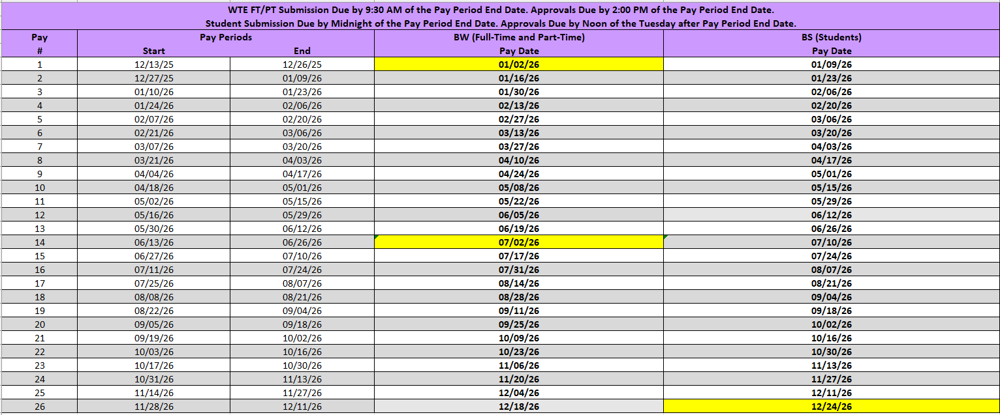 WTE FT/PT Submission Due by 9:30 AM of the Pay Period End Date. Approvals Due by 2:00 PM of the Pay Period End Date.
Student Submission Due by Midnight of the Pay Period End Date. Approvals Due by Noon of the Tuesday after Pay Period End Date.
Pay Pay Periods BW (Full-Time and Part-Time) BS (Students)
# Start End Pay Date Pay Date
1 12/13/25 12/26/25 01/02/26 01/09/26
2 12/27/25 01/09/26 01/16/26 01/23/26
3 01/10/26 01/23/26 01/30/26 02/06/26
4 01/24/26 02/06/26 02/13/26 02/20/26
5 02/07/26 02/20/26 02/27/26 03/06/26
6 02/21/26 03/06/26 03/13/26 03/20/26
7 03/07/26 03/20/26 03/27/26 04/03/26
8 03/21/26 04/03/26 04/10/26 04/17/26
9 04/04/26 04/17/26 04/24/26 05/01/26
10 04/18/26 05/01/26 05/08/26 05/15/26
11 05/02/26 05/15/26 05/22/26 05/29/26
12 05/16/26 05/29/26 06/05/26 06/12/26
13 05/30/26 06/12/26 06/19/26 06/26/26
14 06/13/26 06/26/26 07/02/26 07/10/26
15 06/27/26 07/10/26 07/17/26 07/24/26
16 07/11/26 07/24/26 07/31/26 08/07/26
17 07/25/26 08/07/26 08/14/26 08/21/26
18 08/08/26 08/21/26 08/28/26 09/04/26
19 08/22/26 09/04/26 09/11/26 09/18/26
20 09/05/26 09/18/26 09/25/26 10/02/26
21 09/19/26 10/02/26 10/09/26 10/16/26
22 10/03/26 10/16/26 10/23/26 10/30/26
23 10/17/26 10/30/26 11/06/26 11/13/26
24 10/31/26 11/13/26 11/20/26 11/27/26
25 11/14/26 11/27/26 12/04/26 12/11/26
26 11/28/26 12/11/26 12/18/26 12/24/26